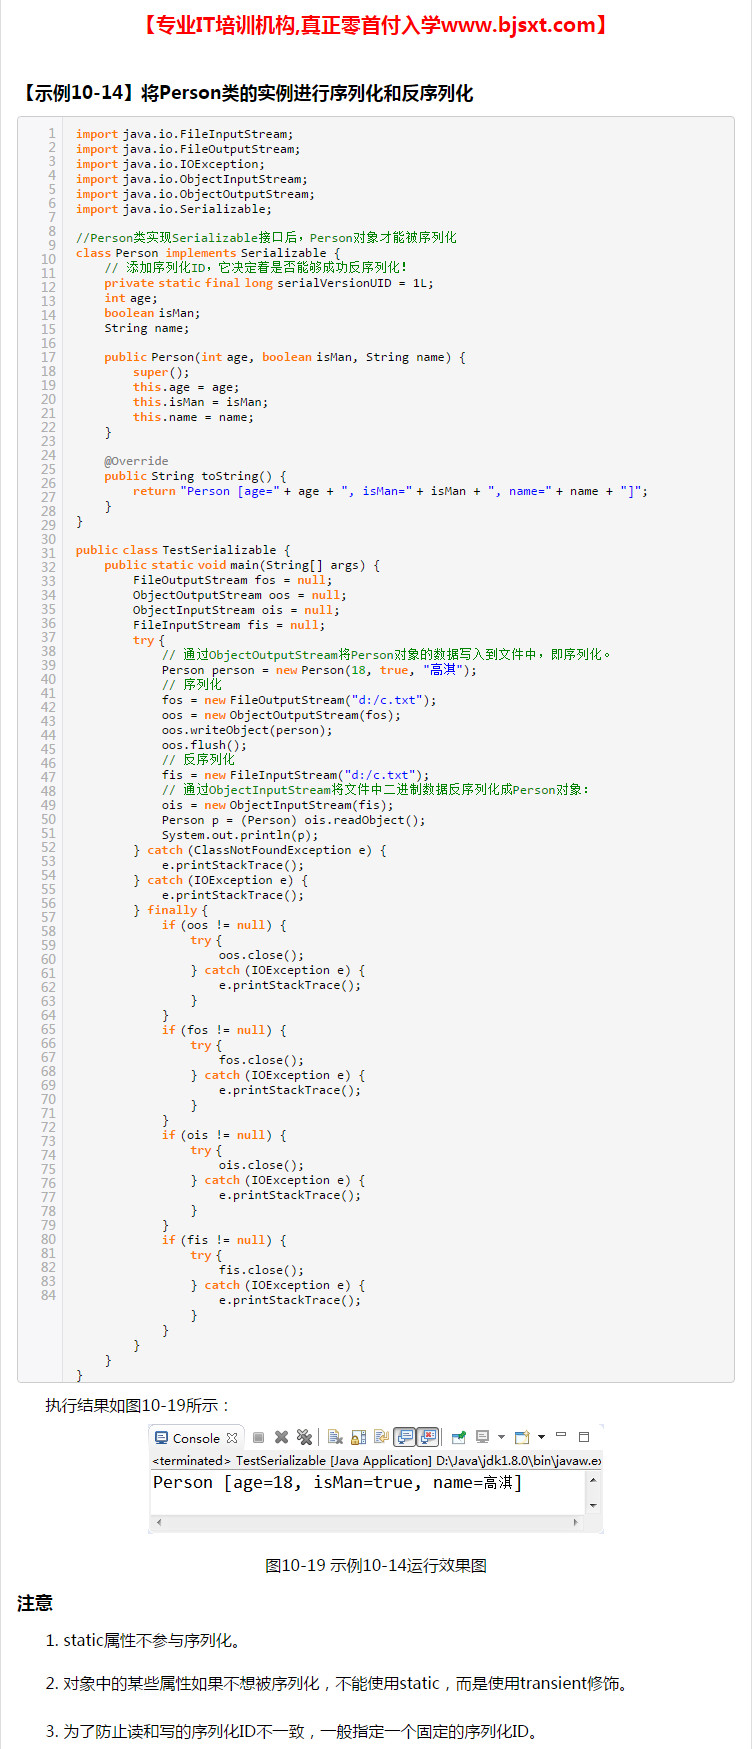 【专业IT培训机构,真正零首付入学www.bjsxt.com】
【示例10-14】将Person类的实例进行序列化和反序列化
1
2
3
4
5
6
7
8
9
10
11
12
13
14
15
16
17
18
19
20
21
22
23
24
25
26
27
28
29
30
31
32
33
34
35
36
37
38
39
40
41
42
43
44
45
46
47
48
49
50
51
52
53
54
55
56
57
58
59
60
61
62
63
64
65
66
67
68
69
70
71
72
73
74
75
76
77
78
79
80
81
82
83
84
import java.io.FileInputStream;
import java.io.FileOutputStream;
import java.io.IOException;
import java.io.ObjectInputStream;
import java.io.ObjectOutputStream;
import java.io.Serializable;
//Person类实现Serializable接口后，Person对象才能被序列化
class Person implements Serializable {
// 添加序列化ID，它决定着是否能够成功反序列化！
private static final long serialVersionUID = 1L;
int age;
boolean isMan;
String name;
public Person(int age, boolean isMan, String name) {
super();
this.age = age;
this.isMan = isMan;
this.name = name;
}
@Override
public String toString() {
return "Person [age=" + age + ", isMan=" + isMan + ", name=" + name + "]";
}
}
public class TestSerializable {
public static void main(String[] args) {
FileOutputStream fos = null;
ObjectOutputStream oos = null;
ObjectInputStream ois = null;
FileInputStream fis = null;
try {
// 通过ObjectOutputStream将Person对象的数据写入到文件中，即序列化。
Person person = new Person(18, true, "高淇");
// 序列化
fos = new FileOutputStream("d:/c.txt");
oos = new ObjectOutputStream(fos);
oos.writeObject(person);
oos.flush();
// 反序列化
fis = new FileInputStream("d:/c.txt");
// 通过ObjectInputStream将文件中二进制数据反序列化成Person对象：
ois = new ObjectInputStream(fis);
Person p = (Person) ois.readObject();
System.out.println(p);
} catch (ClassNotFoundException e) {
e.printStackTrace();
} catch (IOException e) {
e.printStackTrace();
} finally {
if (oos != null) {
try {
oos.close();
} catch (IOException e) {
e.printStackTrace();
}
}
if (fos != null) {
try {
fos.close();
} catch (IOException e) {
e.printStackTrace();
}
}
if (ois != null) {
try {
ois.close();
} catch (IOException e) {
e.printStackTrace();
}
}
if (fis != null) {
try {
fis.close();
} catch (IOException e) {
e.printStackTrace();
}
}
}
}
}
执行结果如图10-19所示：
Console
<terminated> TestSerializable [Java Application] D:\Java\jdk1.8.0\bin\javaw.ex
Person [age=18, isMan=true, name=高淇]
图10-19 示例10-14运行效果图
注意
1. static属性不参与序列化。
2. 对象中的某些属性如果不想被序列化，不能使用static，而是使用transient修饰。
3. 为了防止读和写的序列化ID不一致，一般指定一个固定的序列化ID。